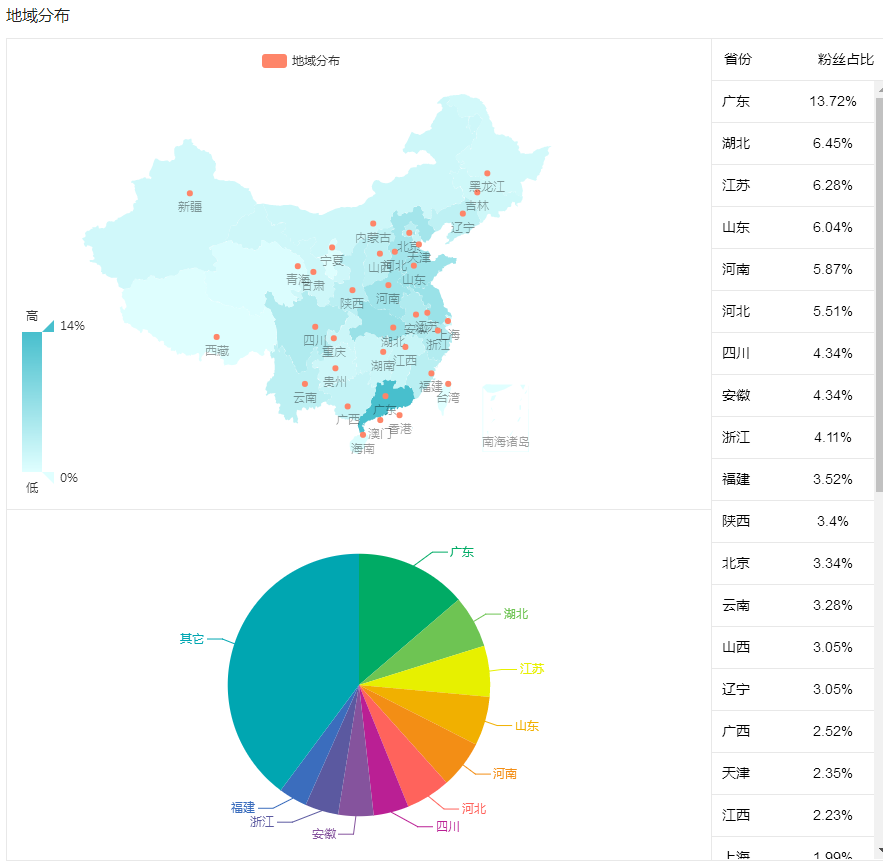 地域分布
地域分布
黑龙江
吉林
新疆
辽宁
内蒙古
北京
宁夏
天津
山西
河北
青海
甘肃
山东
河南
陕西
高
14%
安徽
江苏
上海
四川
湖北
浙江
西藏
重庆
湖南
江西
贵州
福建
云南
台湾
广东
广西
香港
澳门
南海诸岛
海南
0%
低
广东
湖北
其它
江苏
山东
河南
福建
河北
浙江
四川
安徽
省份 粉丝占比
广东 13.72%
湖北 6.45%
江苏 6.28%
山东 6.04%
河南 5.87%
河北 5.51%
四川 4.34%
安徽 4.34%
浙江 4.11%
福建 3.52%
陕西 3.4%
北京 3.34%
云南 3.28%
山西 3.05%
辽宁 3.05%
广西 2.52%
天津 2.35%
江西 2.23%
上海 1.99%